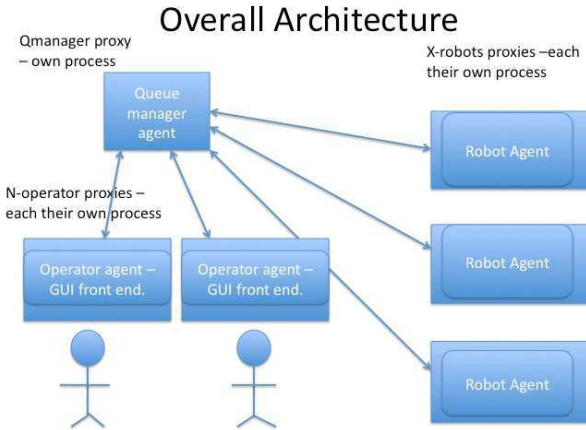 Overall Architecture
Qmanager proxy
– own process
X-robots proxies –each
their own process
Queue
manager
agent
Robot Agent
N-operator proxies –
each their own process
Operator agent –
GUI front end.
Operator agent –
GUI front end.
Robot Agent
Robot Agent